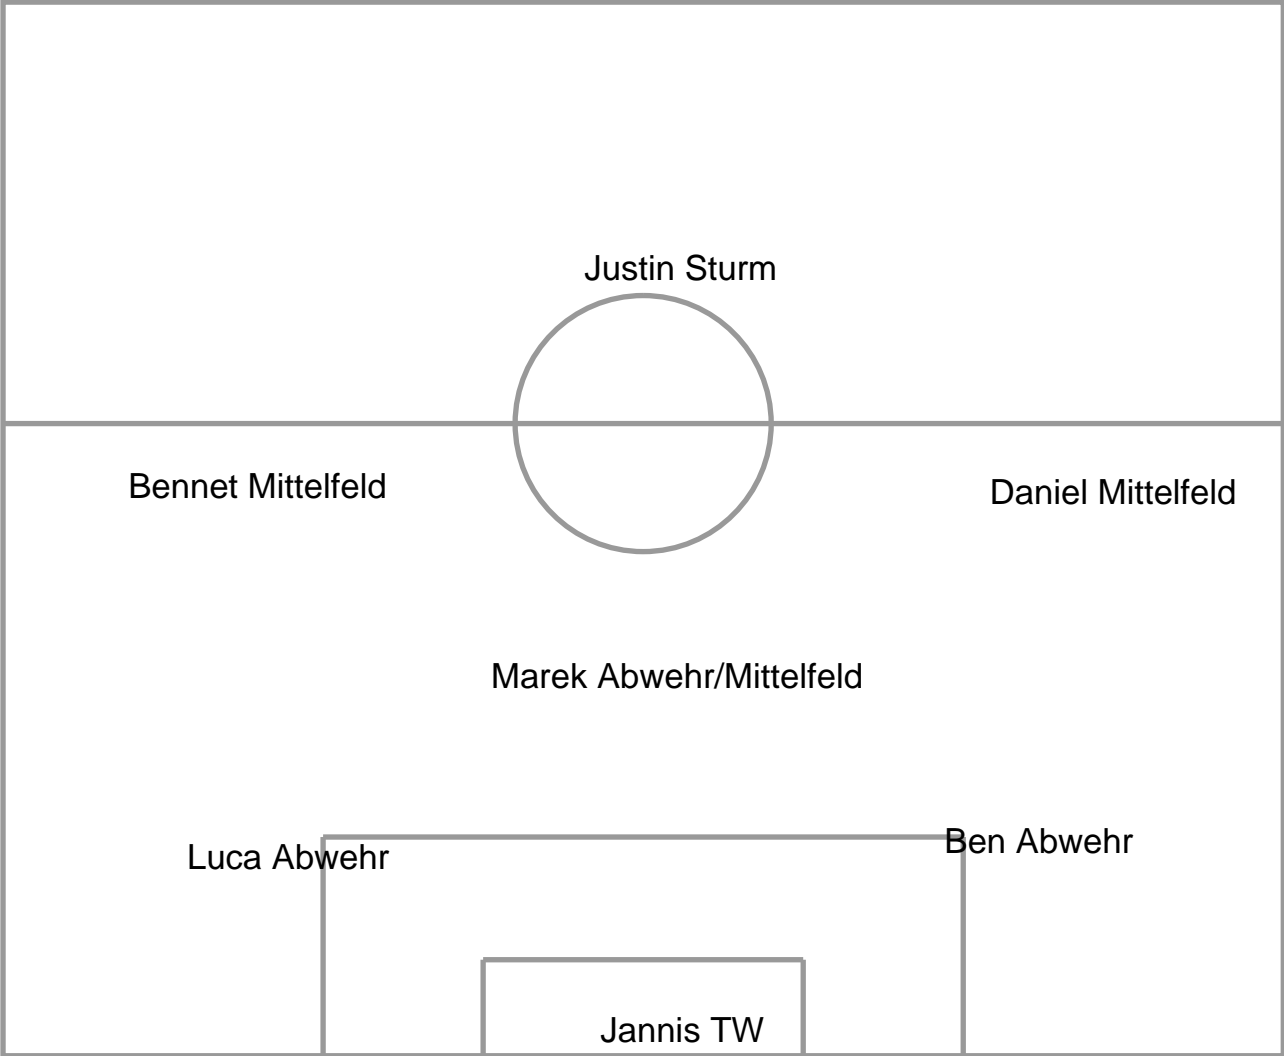 Justin Sturm
Bennet Mittelfeld
Daniel Mittelfeld
Marek Abwehr/Mittelfeld
Luca Abwehr
Ben Abwehr
Jannis TW